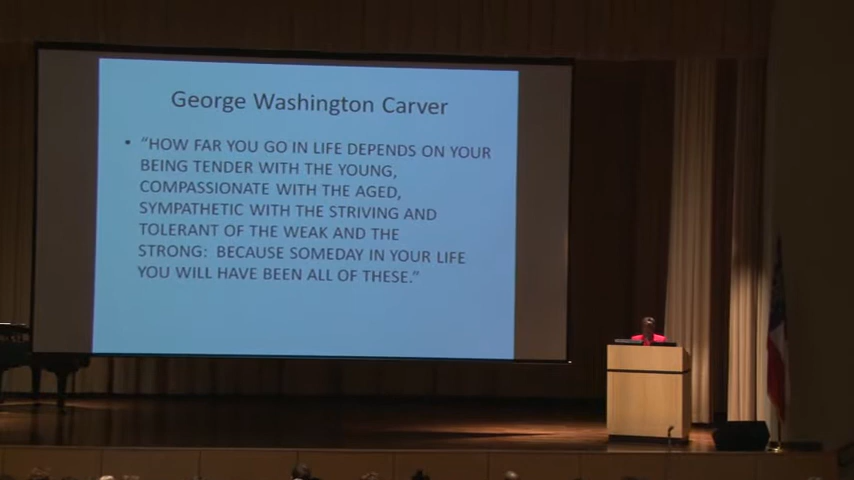 George Washington Carver
• “HOW FAR YOU GO IN LIFE DEPENDS ON YOUR
BEING TENDER WITH THE YOUNG,
COMPASSIONATE WITH THE AGED,
SYMPATHETIC WITH THE STRIVING AND
TOLERANT OF THE WEAK AND THE
STRONG: BECAUSE SOMEDAY IN YOUR LIFE
YOU WILL HAVE BEEN ALL OF THESE.”